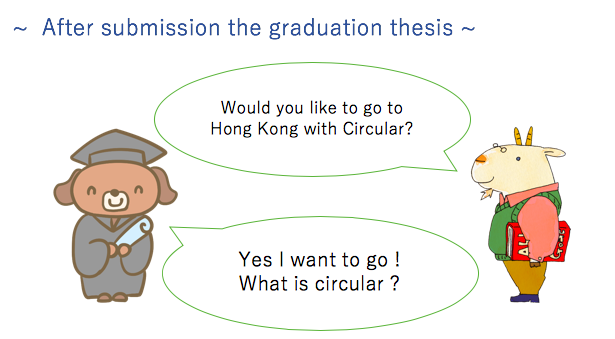 ~ After submission the graduation thesis ~
Would you like to go to
Hong Kong with Circular?
Yes I want to go !
What is circular ?